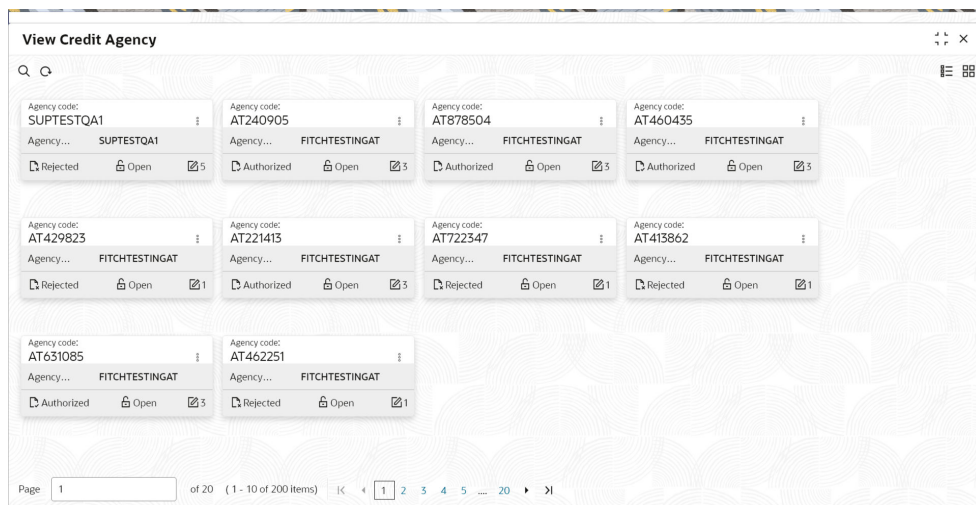 View Credit Agency
Agency code: Agency code: Agency code: Agency code:
SUPTESTQA1 AT240905 AT878504 AT460435
Agency... SUPTESTQA1 Agency... FITCHTESTINGAT Agency... FITCHTESTINGAT Agency... FITCHTESTINGAT
Rejected Open 5 Authorized Open 3 Authorized Open 3 Authorized Open 3
Agency code: Agency code: Agency code: Agency code:
AT429823 AT221413 AT722347 AT413862
Agency... FITCHTESTINGAT Agency... FITCHTESTINGAT Agency... FITCHTESTINGAT Agency... FITCHTESTINGAT
Rejected Open 1 Authorized Open 3 Rejected Open 1 Rejected Open 1
Agency code: Agency code:
AT631085 AT462251
Agency... FITCHTESTINGAT Agency... FITCHTESTINGAT
Authorized Open 3 Rejected Open 1
Page 1 of 20 (1 - 10 of 200 items) 1 2 3 4 5 .... 20